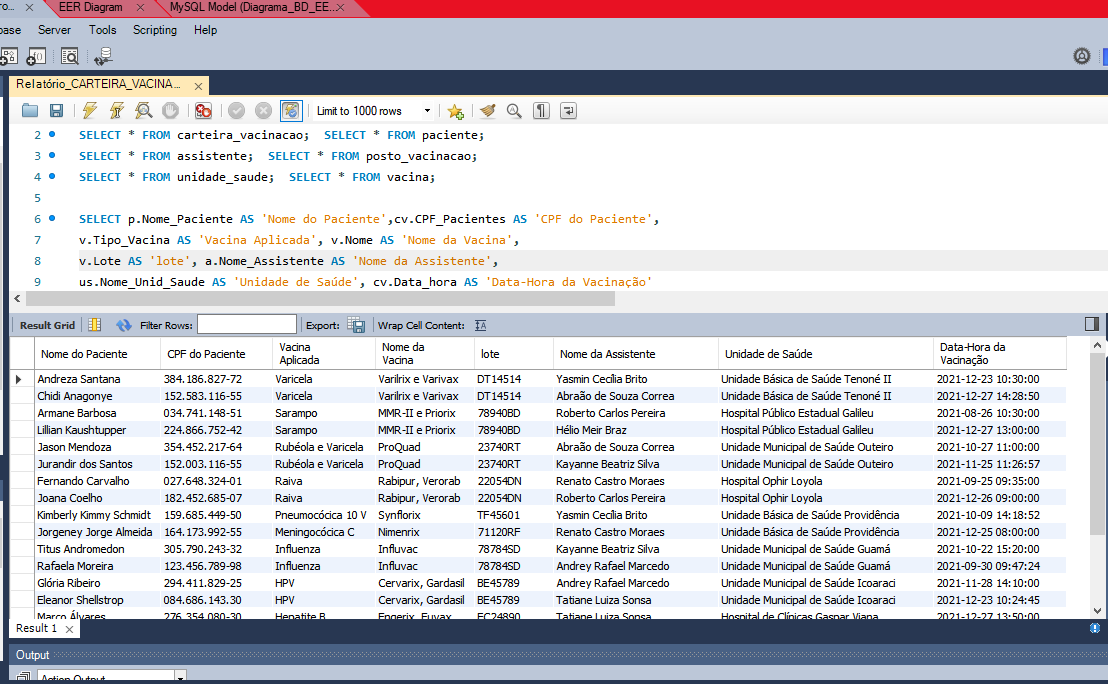 ro... × EER Diagram × MySQL Model (Diagrama_BD_EE... ×
base Server Tools Scripting Help
Relatório_CARTEIRA_VACINA... ×
Limit to 1000 rows
2 SELECT * FROM carteira_vacinacao; SELECT * FROM paciente;
3 SELECT * FROM assistente; SELECT * FROM posto_vacinacao;
4 SELECT * FROM unidade_saude; SELECT * FROM vacina;
5
6 SELECT p.Nome_Paciente AS 'Nome do Paciente',cv.CPF_Pacientes AS 'CPF do Paciente',
7 v.Tipo_Vacina AS 'Vacina Aplicada', v.Nome AS 'Nome da Vacina',
8 v.Lote AS 'lote', a.Nome_Assistente AS 'Nome da Assistente',
9 us.Nome_Unid_Saude AS 'Unidade de Saúde', cv.Data_hora AS 'Data-Hora da Vacinação'
Result Grid Filter Rows: Export: Wrap Cell Content: IA
Nome do Paciente CPF do Paciente Vacina Aplicada Nome da Vacina lote Nome da Assistente Unidade de Saúde Data-Hora da Vacinação
Andreza Santana 384.186.827-72 Varicela Varilrix e Varivax DT14514 Yasmin Cecília Brito Unidade Básica de Saúde Tenoné II 2021-12-23 10:30:00
Chidi Anagonye 152.583.116-55 Varicela Varilrix e Varivax DT14514 Abraão de Souza Correa Unidade Básica de Saúde Tenoné II 2021-12-27 14:28:50
Armane Barbosa 034.741.148-51 Sarampo MMR-II e Priorix 78940BD Roberto Carlos Pereira Hospital Público Estadual Galileu 2021-08-26 10:30:00
Lillian Kaushtupper 224.866.752-42 Sarampo MMR-II e Priorix 78940BD Hélio Meir Braz Hospital Público Estadual Galileu 2021-12-27 13:00:00
Jason Mendoza 354.452.217-64 Rubéola e Varicela ProQuad 23740RT Abraão de Souza Correa Unidade Municipal de Saúde Outeiro 2021-10-27 11:00:00
Jurandir dos Santos 152.003.116-55 Rubéola e Varicela ProQuad 23740RT Kayanne Beatriz Silva Unidade Municipal de Saúde Outeiro 2021-11-25 11:26:57
Fernando Carvalho 027.648.324-01 Raiva Rabipur, Verorab 22054DN Renato Castro Moraes Hospital Ophir Loyola 2021-09-25 09:35:00
Joana Coelho 182.452.685-07 Raiva Rabipur, Verorab 22054DN Roberto Carlos Pereira Hospital Ophir Loyola 2021-12-26 09:00:00
Kimberly Kimmy Schmidt 159.685.449-50 Pneumocócica 10 V Synflorix TF45601 Yasmin Cecília Brito Unidade Básica de Saúde Providência 2021-10-09 14:18:52
Jorgeney Jorge Almeida 164.173.992-55 Meningocócica C Nimenrix 71120RF Renato Castro Moraes Unidade Básica de Saúde Providência 2021-12-25 08:00:00
Titus Andromedon 305.790.243-32 Influenza Influvac 78784SD Kayanne Beatriz Silva Unidade Municipal de Saúde Guamá 2021-10-22 15:20:00
Rafaela Moreira 123.456.789-98 Influenza Influvac 78784SD Andrey Rafael Marcedo Unidade Municipal de Saúde Guamá 2021-09-30 09:47:24
Glória Ribeiro 294.411.829-25 HPV Cervarix, Gardasil BE45789 Andrey Rafael Marcedo Unidade Municipal de Saúde Icoaraci 2021-11-28 14:10:00
Eleanor Shellstrop 084.686.143.30 HPV Cervarix, Gardasil BE45789 Tatiane Luiza Sonsa Unidade Municipal de Saúde Icoaraci 2021-12-23 10:24:45
Marco Álvares 276.354.080-30 Hepatite B Engerix, Euvax EC24890 Tatiane Luiza Sonsa Hospital de Clínicas Gaspar Viana 2021-12-27 13:50:00
Result 1 ×
Output
Action Output